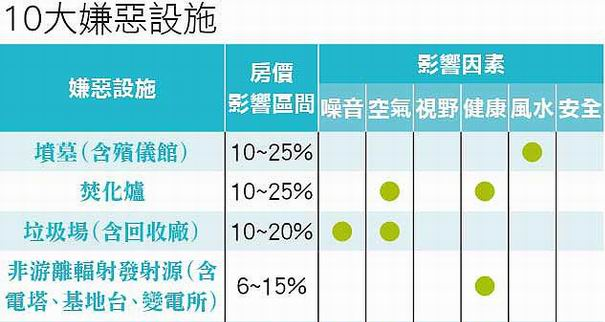 10大嫌惡設施
嫌惡設施 房價 影響因素
影響區間 噪音 空氣 視野 健康 風水 安全
墳墓(含殯儀館) 10~25%
焚化爐 10~25%
垃圾場(含回收廠) 10~20%
非游離輻射發射源(含
電塔、基地台、變電所) 6~15%